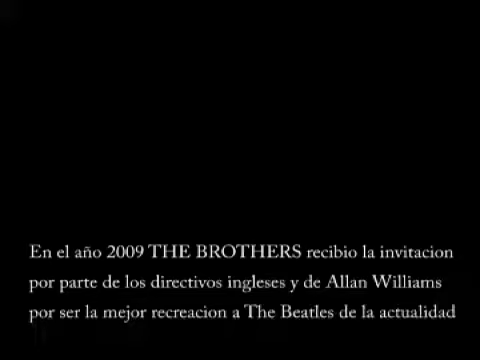 En el año 2009 THE BROTHERS recibio la invitacion
por parte de los directivos ingleses y de Allan Williams
por ser la mejor recreacion a The Beatles de la actualidad